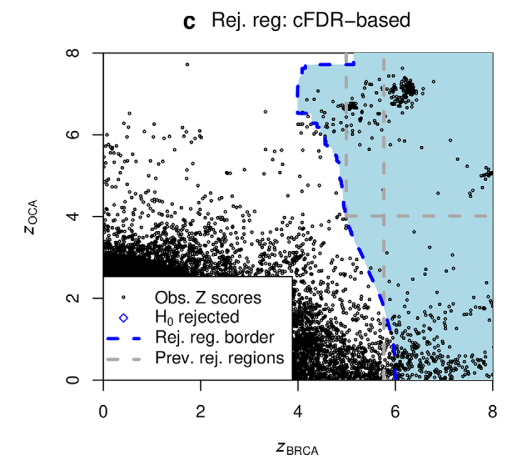 c Rej. reg: cFDR−based
8
6
4
2
0
zOCA
Obs. Z scores
H0 rejected
Rej. reg. border
Prev. rej. regions
0 2 4 6 8
zBRCA